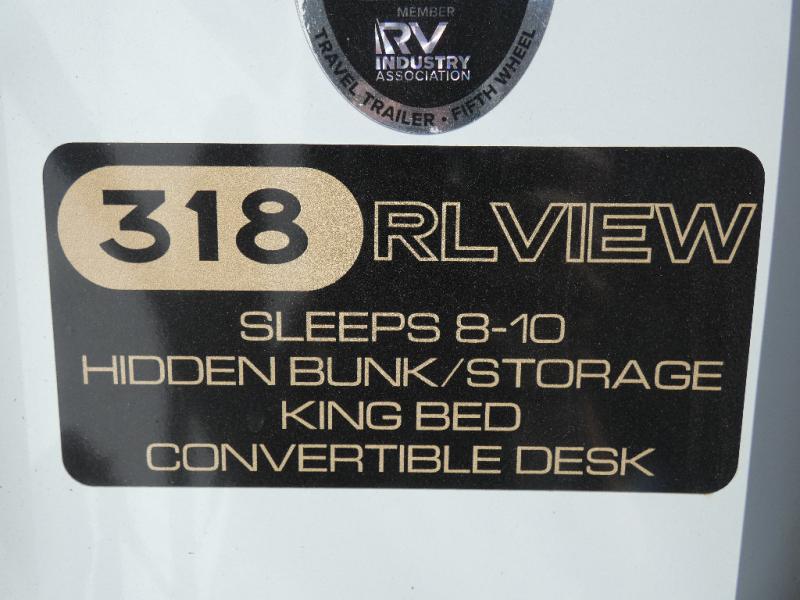 MEMBER
RV
INDUSTRY
ASSOCIATION
TRAVEL TRAILER · FIFTH WHEEL
318 RLVIEW
SLEEPS 8-10
HIDDEN BUNK/STORAGE
KING BED
CONVERTIBLE DESK